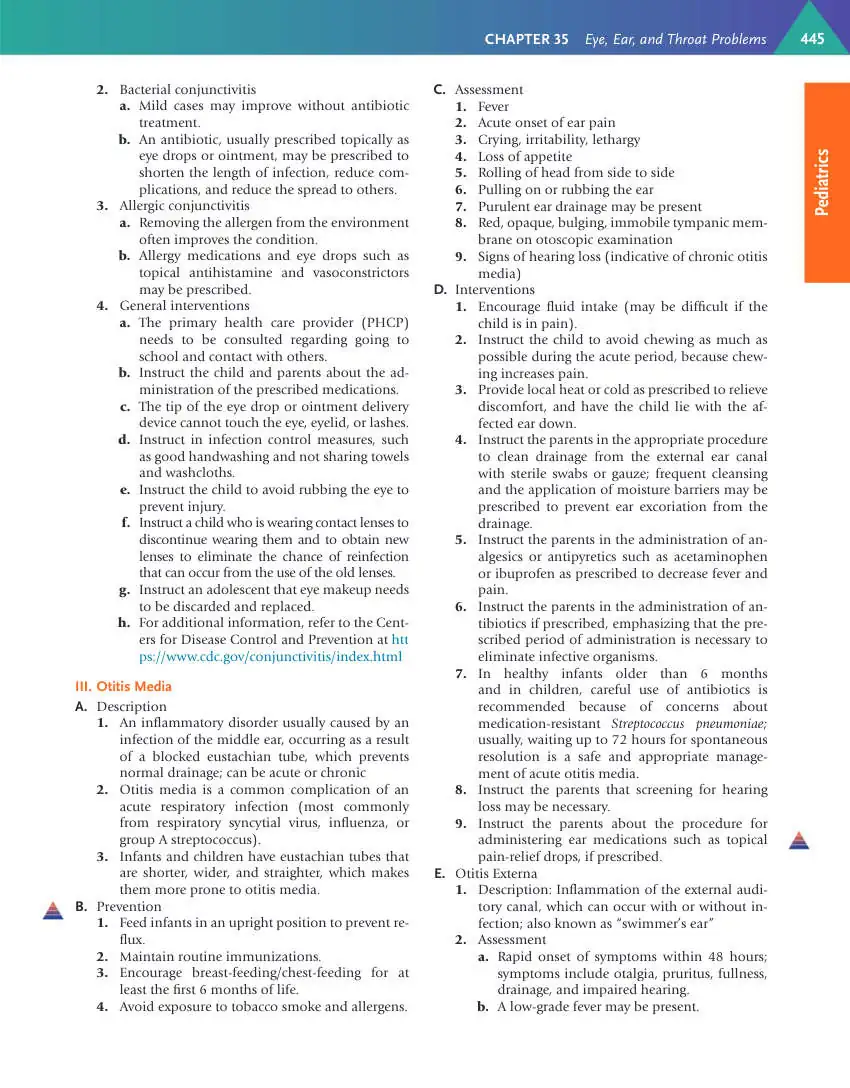 CHAPTER 35 Eye, Ear, and Throat Problems 445
2. Bacterial conjunctivitis
a. Mild cases may improve without antibiotic
treatment.
b. An antibiotic, usually prescribed topically as
eye drops or ointment, may be prescribed to
shorten the length of infection, reduce com-
plications, and reduce the spread to others.
3. Allergic conjunctivitis
a. Removing the allergen from the environment
often improves the condition.
b. Allergy medications and eye drops such as
topical antihistamine and vasoconstrictors
may be prescribed.
4. General interventions
a. The primary health care provider (PHCP)
needs to be consulted regarding going to
school and contact with others.
b. Instruct the child and parents about the ad-
ministration of the prescribed medications.
c. The tip of the eye drop or ointment delivery
device cannot touch the eye, eyelid, or lashes.
d. Instruct in infection control measures, such
as good handwashing and not sharing towels
and washcloths.
e. Instruct the child to avoid rubbing the eye to
prevent injury.
f. Instruct a child who is wearing contact lenses to
discontinue wearing them and to obtain new
lenses to eliminate the chance of reinfection
that can occur from the use of the old lenses.
g. Instruct an adolescent that eye makeup needs
to be discarded and replaced.
h. For additional information, refer to the Cent-
ers for Disease Control and Prevention at htt
ps://www.cdc.gov/conjunctivitis/index.html
III. Otitis Media
A. Description
1. An inflammatory disorder usually caused by an
infection of the middle ear, occurring as a result
of a blocked eustachian tube, which prevents
normal drainage; can be acute or chronic
2. Otitis media is a common complication of an
acute respiratory infection (most commonly
from respiratory syncytial virus, influenza, or
group A streptococcus).
3. Infants and children have eustachian tubes that
are shorter, wider, and straighter, which makes
them more prone to otitis media.
B. Prevention
1. Feed infants in an upright position to prevent re-
flux.
2. Maintain routine immunizations.
3. Encourage breast-feeding/chest-feeding for at
least the first 6 months of life.
4. Avoid exposure to tobacco smoke and allergens.
C. Assessment
1. Fever
2. Acute onset of ear pain
3. Crying, irritability, lethargy
4. Loss of appetite
5. Rolling of head from side to side
6. Pulling on or rubbing the ear
7. Purulent ear drainage may be present
8. Red, opaque, bulging, immobile tympanic mem-
brane on otoscopic examination
9. Signs of hearing loss (indicative of chronic otitis
media)
D. Interventions
1. Encourage fluid intake (may be difficult if the
child is in pain).
2. Instruct the child to avoid chewing as much as
possible during the acute period, because chew-
ing increases pain.
3. Provide local heat or cold as prescribed to relieve
discomfort, and have the child lie with the af-
fected ear down.
4. Instruct the parents in the appropriate procedure
to clean drainage from the external ear canal
with sterile swabs or gauze; frequent cleansing
and the application of moisture barriers may be
prescribed to prevent ear excoriation from the
drainage.
5. Instruct the parents in the administration of an-
algesics or antipyretics such as acetaminophen
or ibuprofen as prescribed to decrease fever and
pain.
6. Instruct the parents in the administration of an-
tibiotics if prescribed, emphasizing that the pre-
scribed period of administration is necessary to
eliminate infective organisms.
7. In healthy infants older than 6 months
and in children, careful use of antibiotics is
recommended because of concerns about
medication-resistant Streptococcus pneumoniae;
usually, waiting up to 72 hours for spontaneous
resolution is a safe and appropriate manage-
ment of acute otitis media.
8. Instruct the parents that screening for hearing
loss may be necessary.
9. Instruct the parents about the procedure for
administering ear medications such as topical
pain-relief drops, if prescribed.
E. Otitis Externa
1. Description: Inflammation of the external audi-
tory canal, which can occur with or without in-
fection; also known as “swimmer’s ear”
2. Assessment
a. Rapid onset of symptoms within 48 hours;
symptoms include otalgia, pruritus, fullness,
drainage, and impaired hearing.
b. A low-grade fever may be present.
Pediatrics